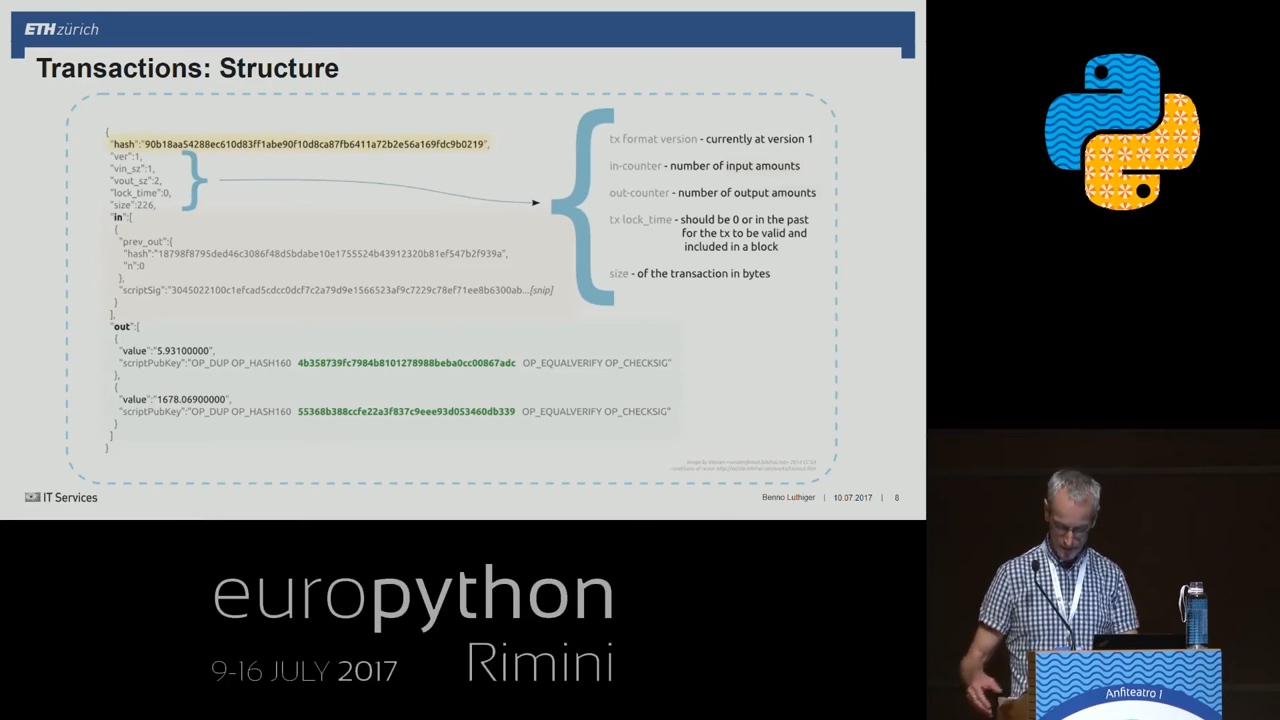 ETH zürich
Transactions: Structure
{
"hash":"90b18aa54288ec610d83ff1abe90f10d8ca87fb6411a72b2e56a169fdc9b0219",
"ver":1,
"vin_sz":1,
"vout_sz":2,
"lock_time":0,
"size":226,
"in":[
{
"prev_out":{
"hash":"18798f8795ded46c3086f48d5bdabe10e1755524b43912320b81ef547b2f939a",
"n":0
},
"scriptSig":"3045022100c1efcad5cdcc0dcf7c2a79d9e1566523af9c7229c78ef71ee8b6300ab...[snip]
}
],
"out":[
{
"value":"5.93100000",
"scriptPubKey":"OP_DUP OP_HASH160 4b358739fc7984b8101278988beba0cc00867adc OP_EQUALVERIFY OP_CHECKSIG"
},
{
"value":"1678.06900000",
"scriptPubKey":"OP_DUP OP_HASH160 55368b388ccfe22a3f837c9eee93d053460db339 OP_EQUALVERIFY OP_CHECKSIG"
}
]
}
tx format version - currently at version 1
in-counter - number of input amounts
out-counter - number of output amounts
tx lock_time - should be 0 or in the past
for the tx to be valid and
included in a block
size - of the transaction in bytes
IT Services
Benno Luthiger | 10.07.2017 | 8
europython
9-16 JULY 2017 Rimini
Anfiteatro 1